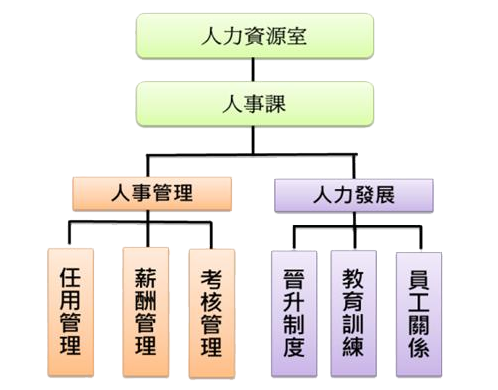 人力資源室
人事課
人事管理
人力發展
任用管理
薪酬管理
考核管理
晉升制度
教育訓練
員工關係